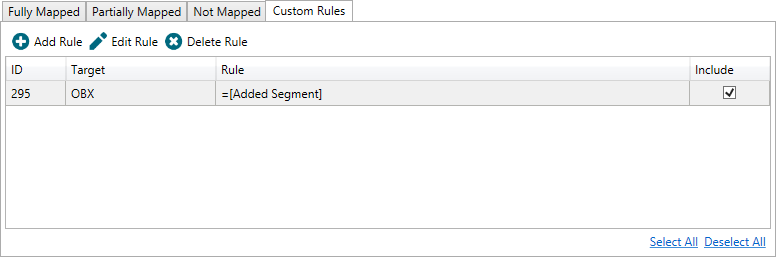 Fully Mapped Partially Mapped Not Mapped Custom Rules
Add Rule Edit Rule Delete Rule
ID Target Rule Include
295 OBX =[Added Segment]
Select All Deselect All